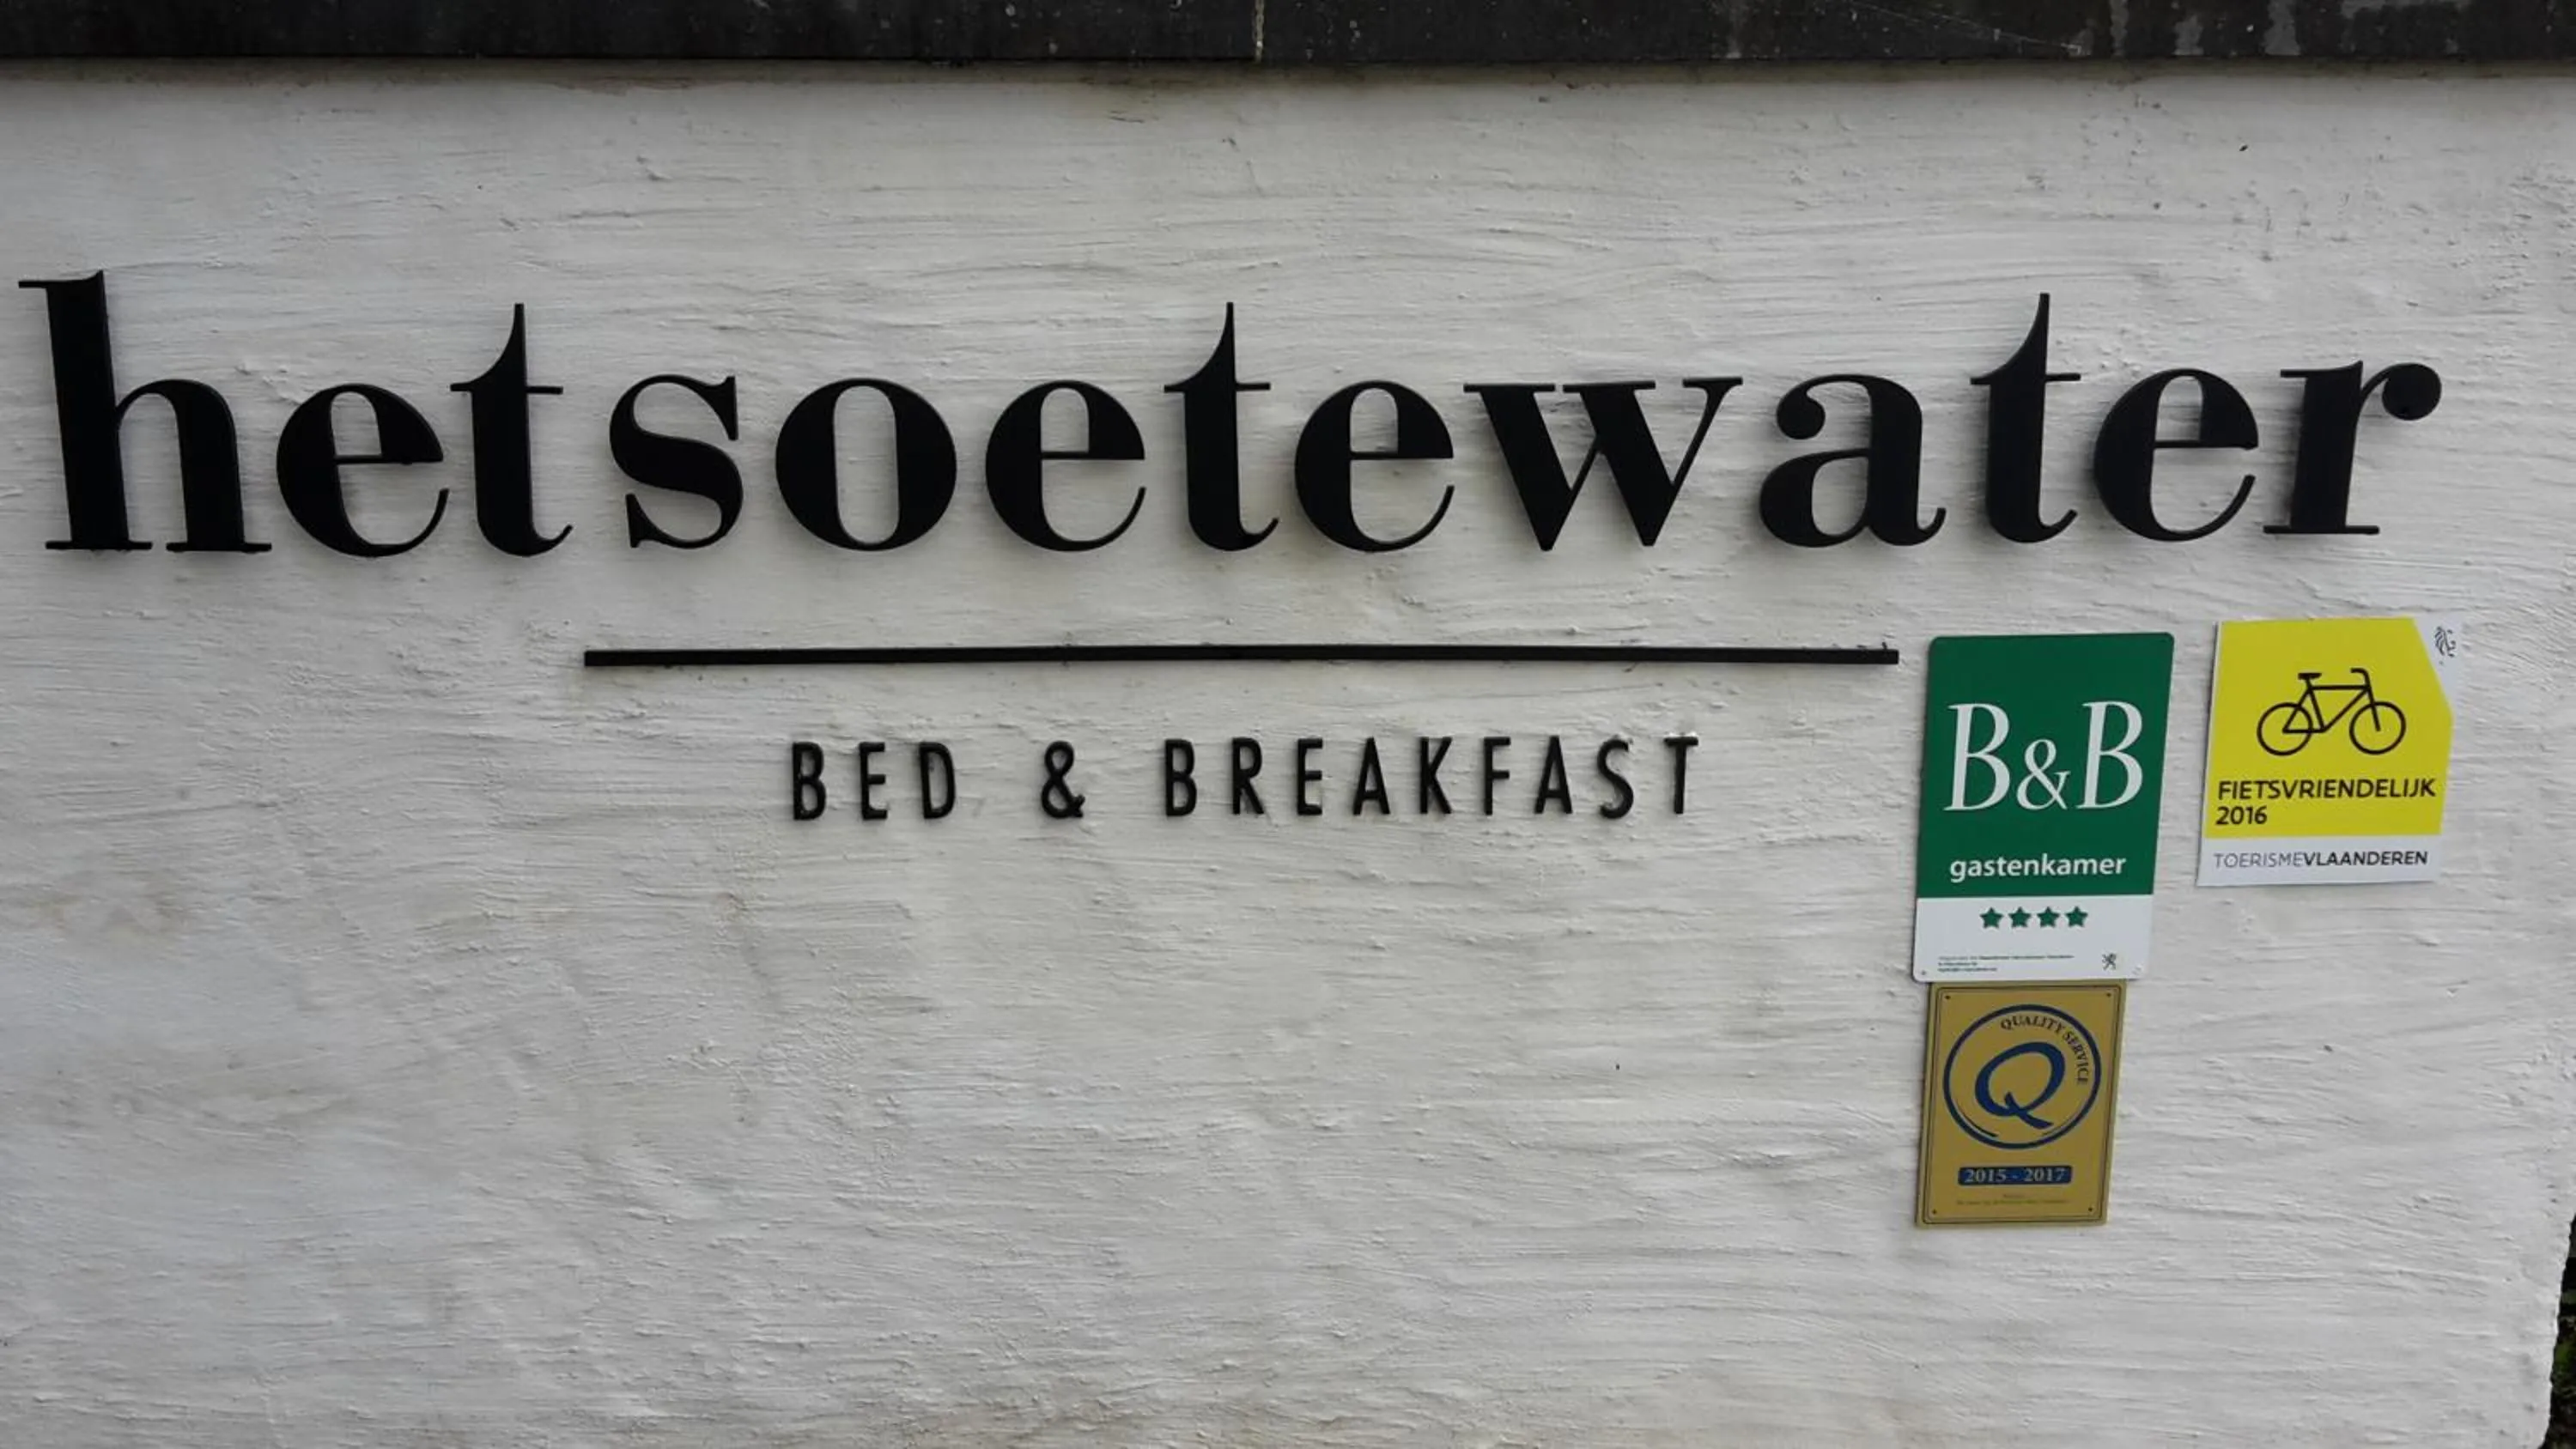 hetsoetewater
BED & BREAKFAST
B&B
gastenkamer
FIETSVRIENDELIJK
2016
TOERISMEVLAANDEREN
QUALITY SERVICE
Q
2015 - 2017